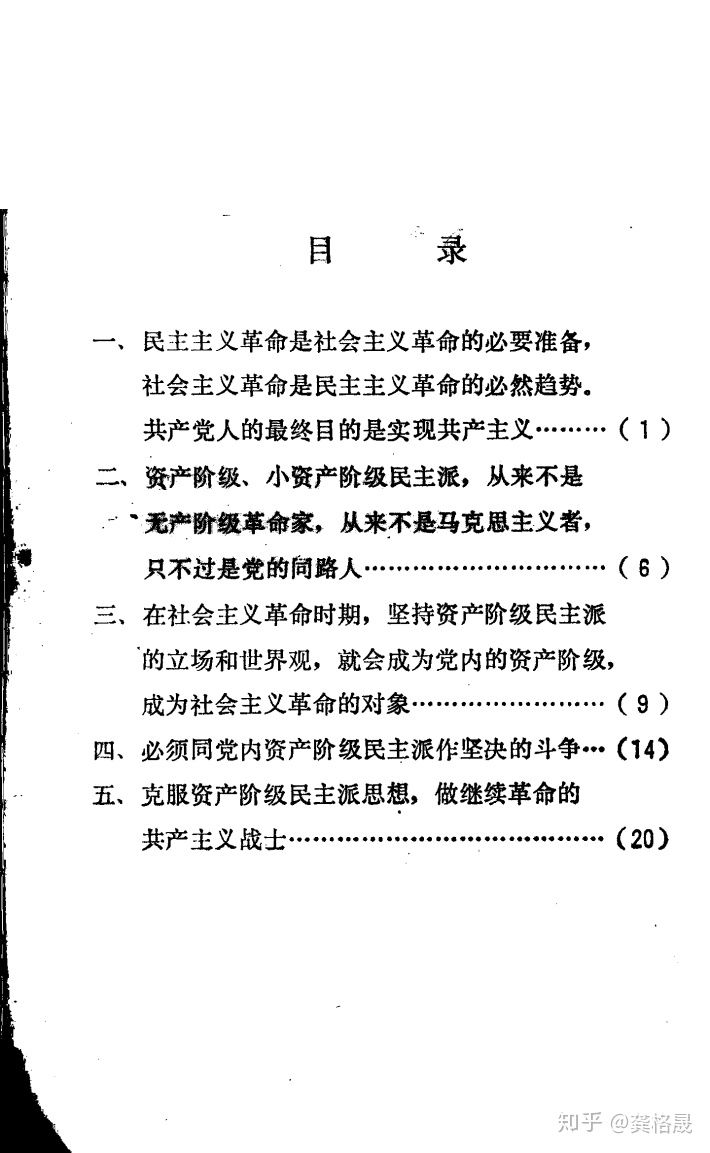 目 录
一、民主主义革命是社会主义革命的必要准备，
社会主义革命是民主主义革命的必然趋势。
共产党人的最终目的是实现共产主义………（1）
二、资产阶级、小资产阶级民主派，从来不是
无产阶级革命家，从来不是马克思主义者，
只不过是党的同路人…………………………（6）
三、在社会主义革命时期，坚持资产阶级民主派
的立场和世界观，就会成为党内的资产阶级，
成为社会主义革命的对象……………………（9）
四、必须同党内资产阶级民主派作坚决的斗争…（14）
五、克服资产阶级民主派思想，做继续革命的
共产主义战士…………………………………（20）
知乎 @龚格晟